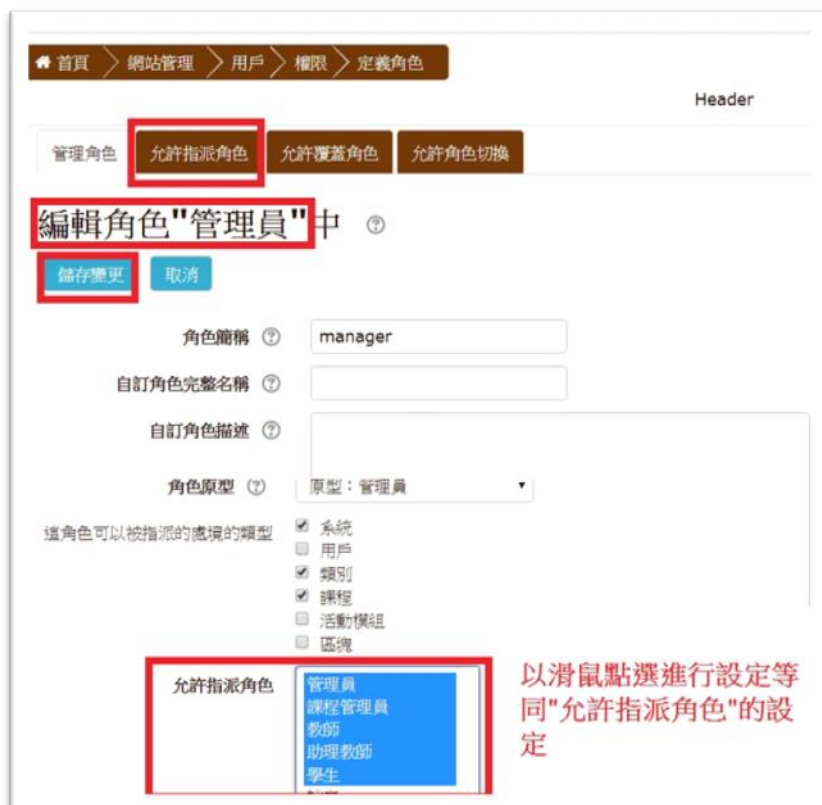 首頁 網站管理 用戶 權限 定義角色
Header
管理角色 允許指派角色 允許覆蓋角色 允許角色切換
編輯角色"管理員"中
儲存變更 取消
角色簡稱 manager
自訂角色完整名稱
自訂角色描述
角色原型 原型：管理員
這角色可以被指派的處境的類型
系統
用戶
類別
課程
活動模組
區塊
允許指派角色
管理員
課程管理員
教師
助理教師
學生
以滑鼠點選進行設定等
同"允許指派角色"的設
定